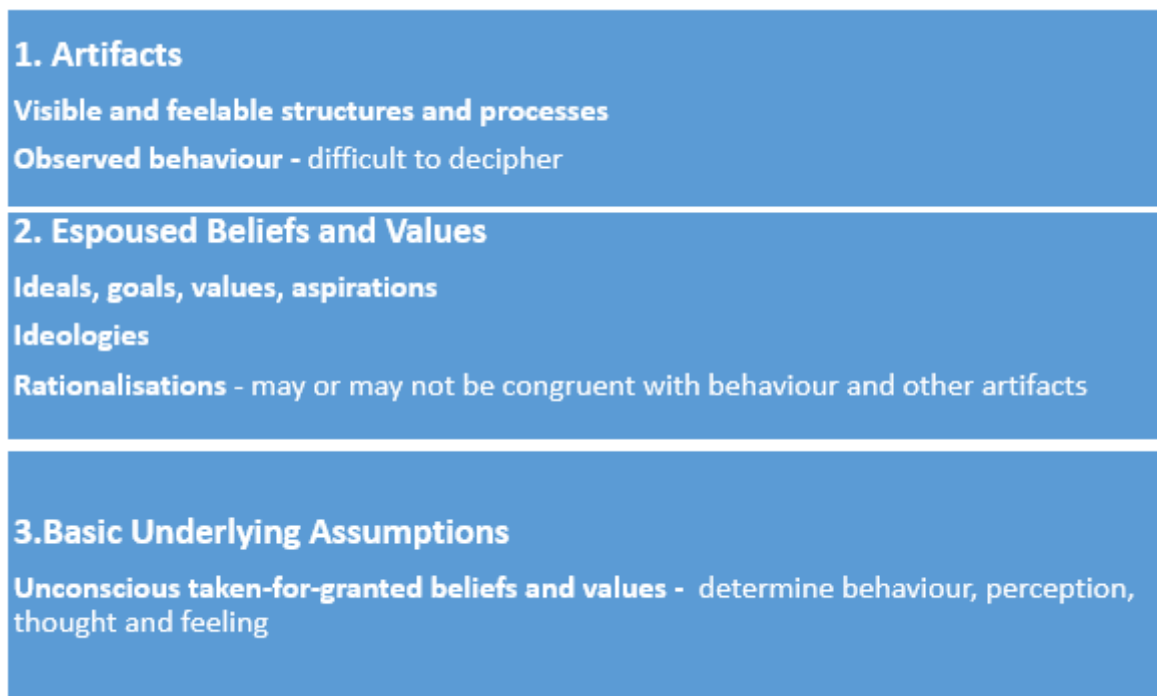 1. Artifacts
Visible and feelable structures and processes
Observed behaviour - difficult to decipher
2. Espoused Beliefs and Values
Ideals, goals, values, aspirations
Ideologies
Rationalisations - may or may not be congruent with behaviour and other artifacts
3.Basic Underlying Assumptions
Unconscious taken-for-granted beliefs and values - determine behaviour, perception,
thought and feeling